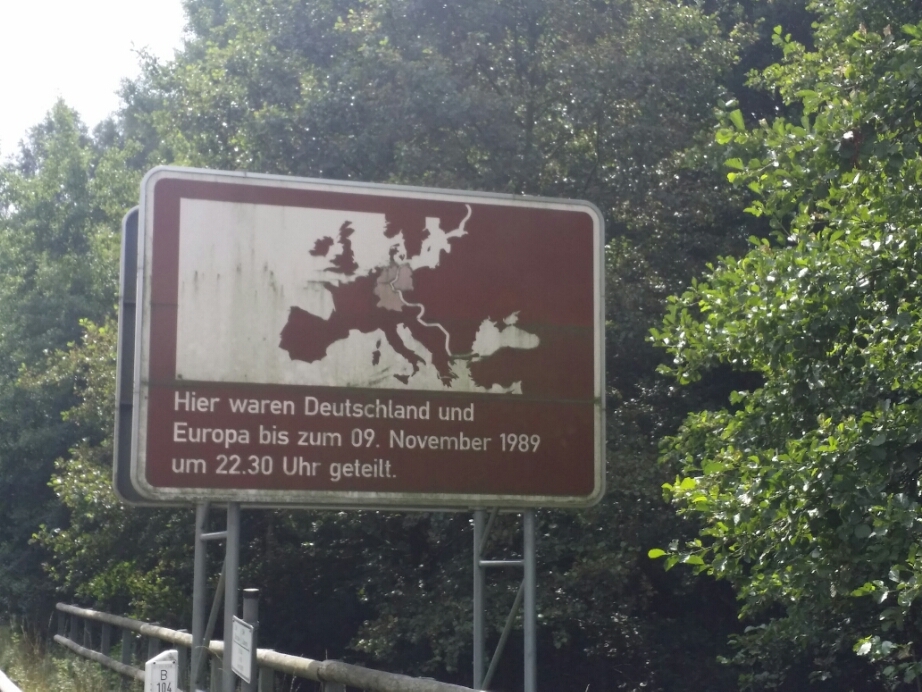 Hier waren Deutschland und
Europa bis zum 09. November 1989
um 22.30 Uhr geteilt.
B
104